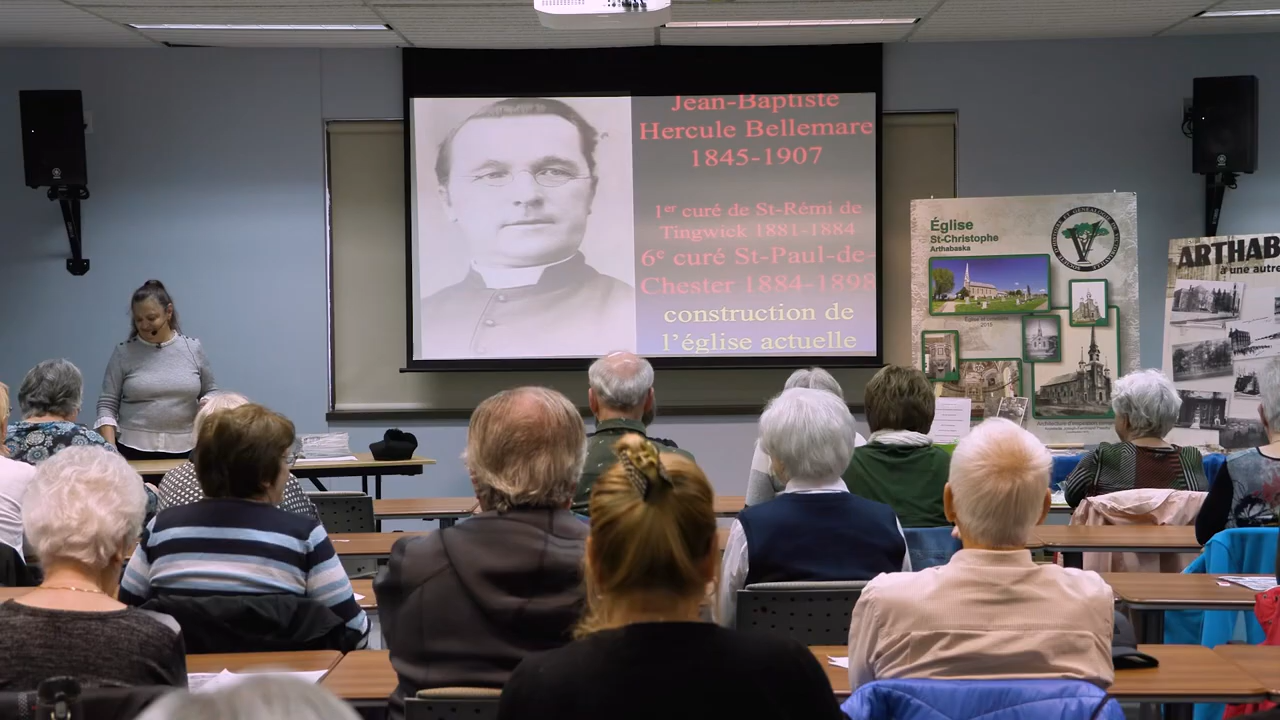 Jean-Baptiste
Hercule Bellemare
1845-1907
1er curé de St-Rémi de
Tingwick 1881-1884
6e curé St-Paul-de-
Chester 1884-1898
construction de
l'église actuelle
Église
St-Christophe
Arthabaska
ARTHAB
à une autre